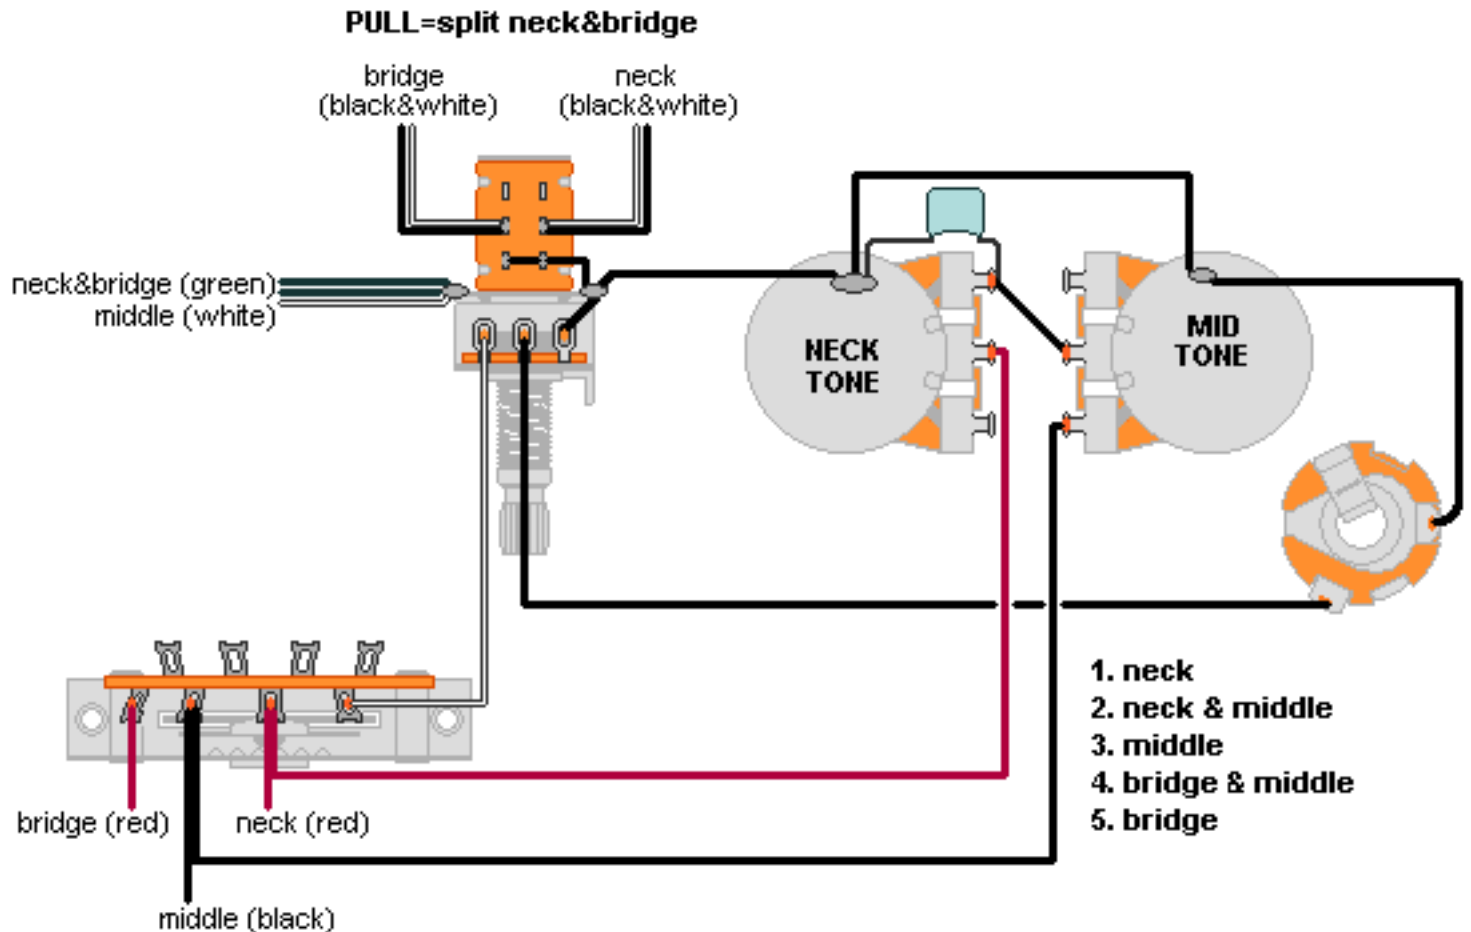 PULL=split neck&bridge
bridge
(black&white)
neck
(black&white)
neck&bridge (green)
middle (white)
NECK
TONE
MID
TONE
1. neck
2. neck & middle
3. middle
4. bridge & middle
5. bridge
bridge (red)
neck (red)
middle (black)